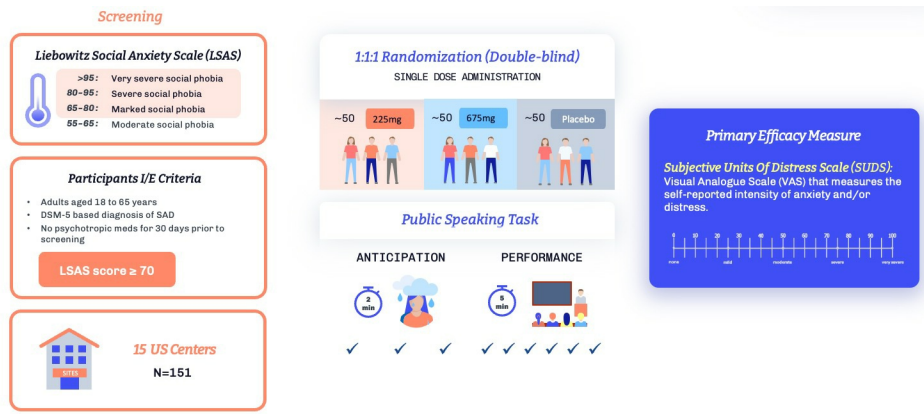 Screening
Liebowitz Social Anxiety Scale (LSAS)
>95: Very severe social phobia
80-95: Severe social phobia
65-80: Marked social phobia
55-65: Moderate social phobia
Participants I/E Criteria
• Adults aged 18 to 65 years
• DSM-5 based diagnosis of SAD
• No psychotropic meds for 30 days prior to
screening
LSAS score ≥ 70
SITES
15 US Centers
N=151
1:1:1 Randomization (Double-blind)
SINGLE DOSE ADMINISTRATION
~50 225mg
~50 675mg
~50 Placebo
Public Speaking Task
ANTICIPATION
PERFORMANCE
2
min
5
min
Primary Efficacy Measure
Subjective Units Of Distress Scale (SUDS):
Visual Analogue Scale (VAS) that measures the
self-reported intensity of anxiety and/or
distress.
0 10 20 30 40 50 60 70 80 90 100
none mild moderate severe very severe